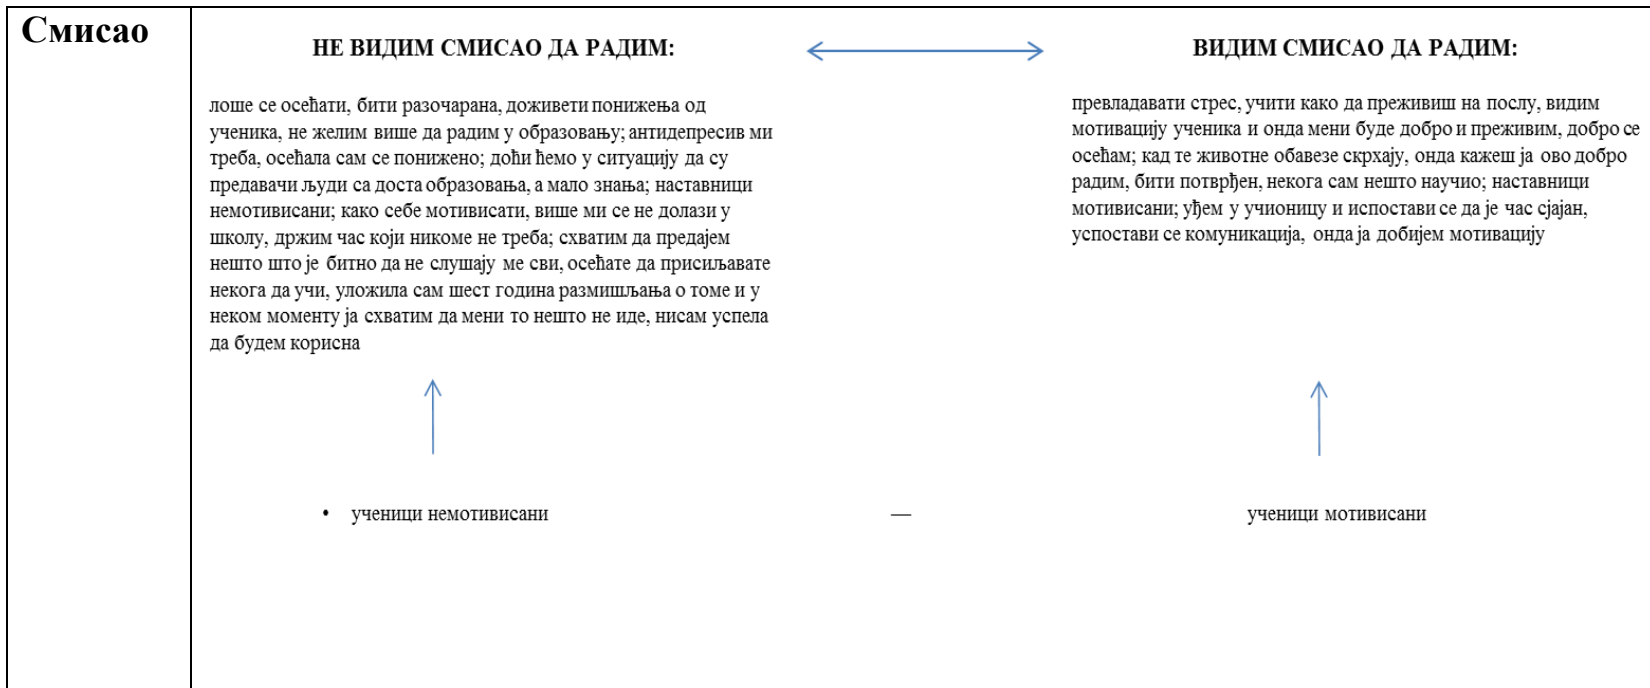 Смисао
НЕ ВИДИМ СМИСАО ДА РАДИМ:
лоше се осећати, бити разочарана, доживети понижења од
ученика, не желим више да радим у образовању; антидепресив ми
треба, осећала сам се понижено; доћи ћемо у ситуацију да су
предавачи људи са доста образовања, а мало знања; наставници
немотивисани; како себе мотивисати, више ми се не долази у
школу, држим час који никоме не треба; схватим да предајем
нешто што је битно да не слушају ме сви, осећате да присиљавате
некога да учи, уложила сам шест година размишљања о томе и у
неком моменту ја схватим да мени то нешто не иде, нисам успела
да будем корисна
ВИДИМ СМИСАО ДА РАДИМ:
превладавати стрес, учити како да преживиш на послу, видим
мотивацију ученика и онда мени буде добро и преживим, добро се
осећам; кад те животне обавезе скрхају, онда кажеш ја ово добро
радим, бити потврђен, некога сам нешто научио; наставници
мотивисани; уђем у учионицу и испостави се да је час сјајан,
успостави се комуникација, онда ја добијем мотивацију
• ученици немотивисани — ученици мотивисани